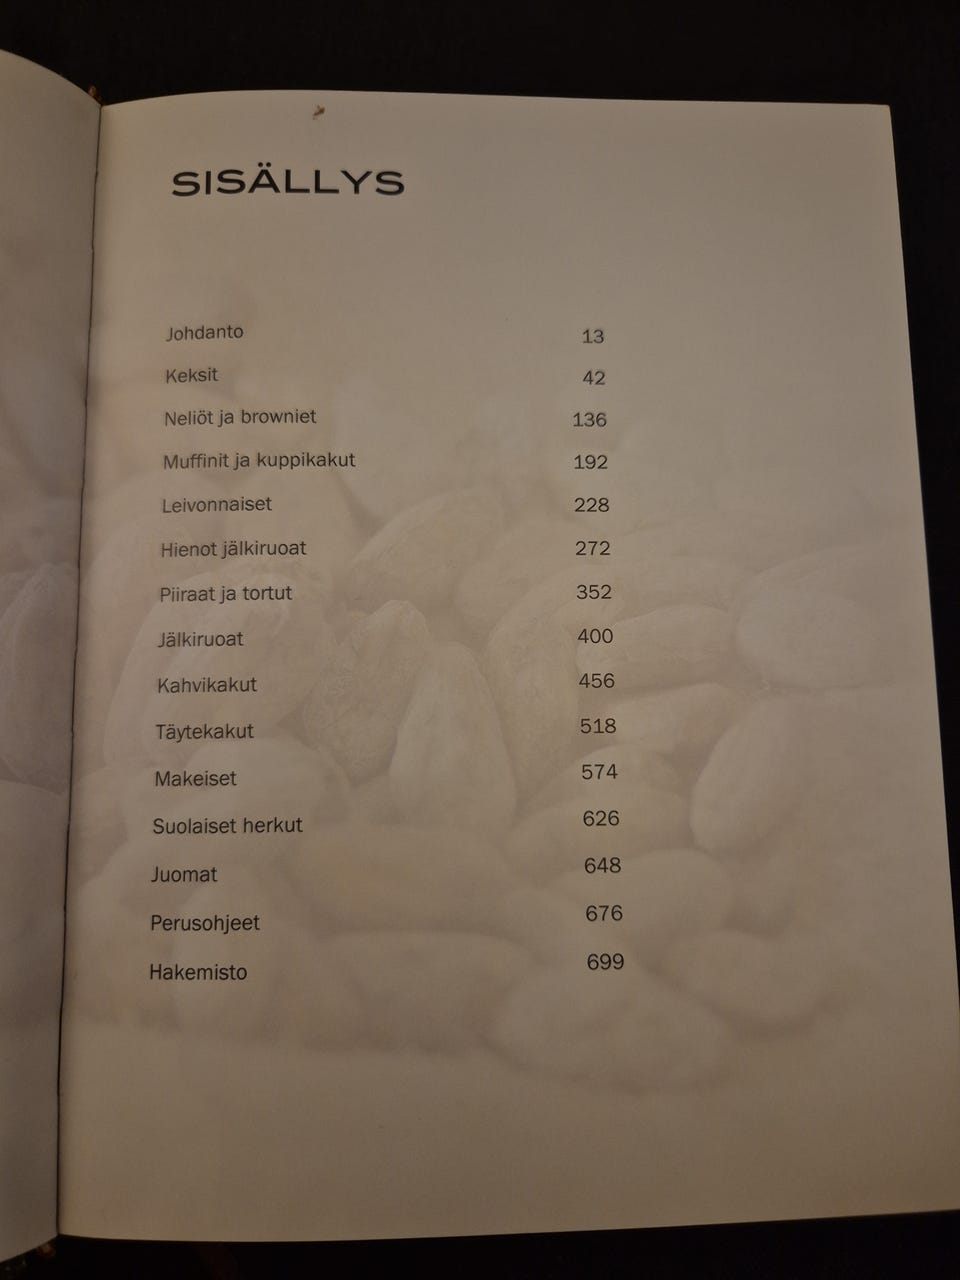 SISÄLLYS
Johdanto 13
Keksit 42
Neliöt ja browniet 136
Muffinit ja kuppikakut 192
Leivonnaiset 228
Hienot jälkiruoat 272
Piiraat ja tortut 352
Jälkiruoat 400
Kahvikakut 456
Täytekakut 518
Makeiset 574
Suolaiset herkut 626
Juomat 648
Perusohjeet 676
Hakemisto 699